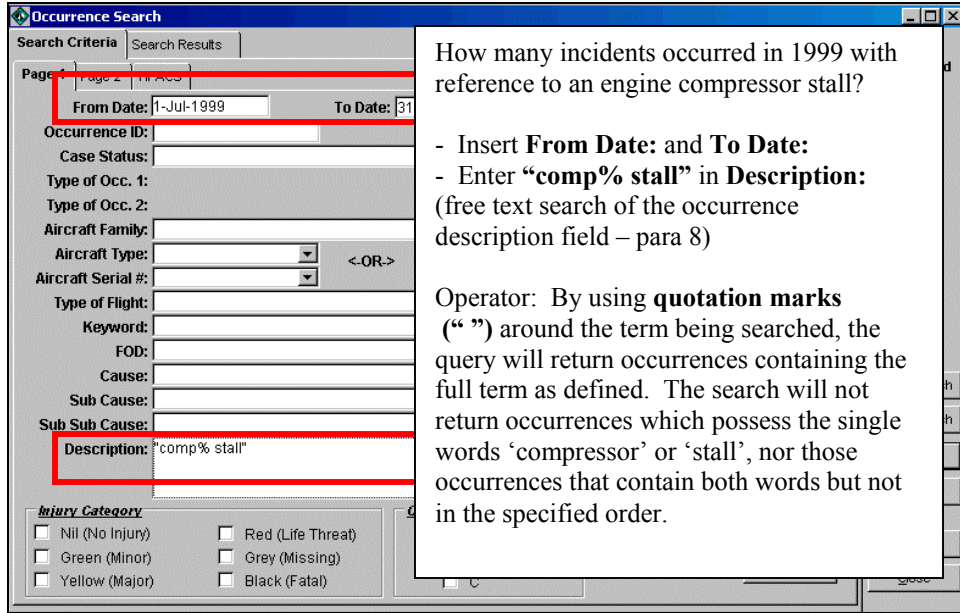 Occurrence Search
Search Criteria Search Results
Page 1 Page 2 HFACS
From Date: 1-Jul-1999 To Date: 31
Occurrence ID:
Case Status:
Type of Occ. 1:
Type of Occ. 2:
Aircraft Family:
Aircraft Type: <-OR->
Aircraft Serial #:
Type of Flight:
Keyword:
FOD:
Cause:
Sub Cause:
Sub Sub Cause:
Description: "comp% stall"
Injury Category
Nil (No Injury) Red (Life Threat)
Green (Minor) Grey (Missing)
Yellow (Major) Black (Fatal)
C
Close
How many incidents occurred in 1999 with
reference to an engine compressor stall?
- Insert From Date: and To Date:
- Enter “comp% stall” in Description:
(free text search of the occurrence
description field – para 8)
Operator: By using quotation marks
(“ ”) around the term being searched, the
query will return occurrences containing the
full term as defined. The search will not
return occurrences which possess the single
words ‘compressor’ or ‘stall’, nor those
occurrences that contain both words but not
in the specified order.